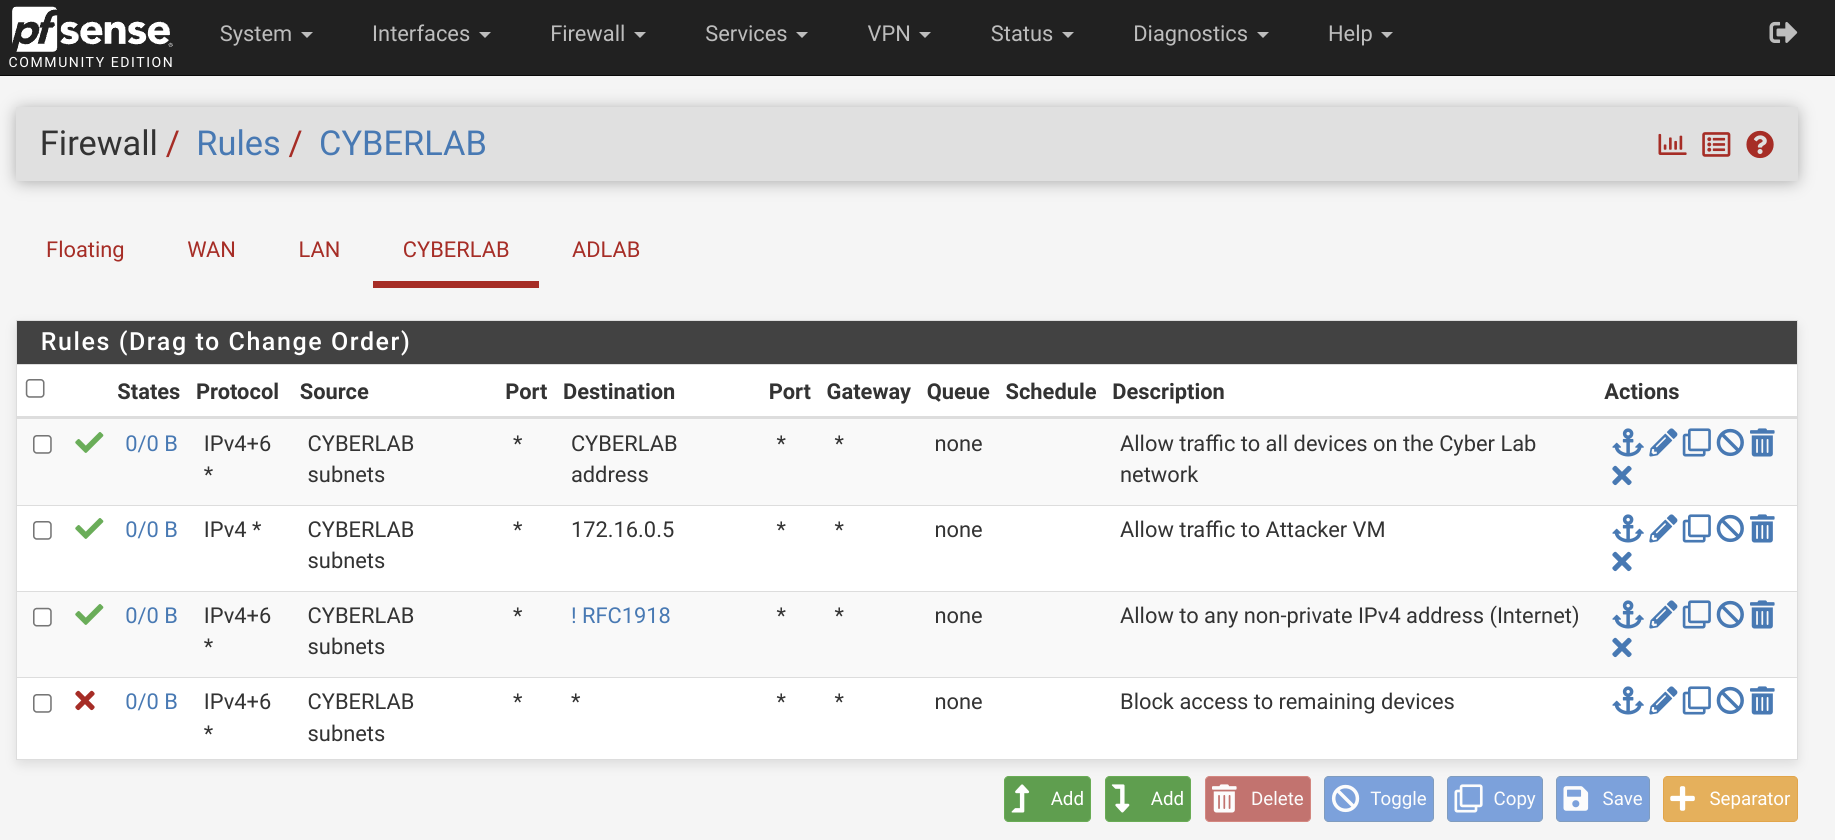 pfsense
COMMUNITY EDITION
System Interfaces Firewall Services VPN Status Diagnostics Help
Firewall / Rules / CYBERLAB
Floating WAN LAN CYBERLAB ADLAB
Rules (Drag to Change Order)
States Protocol Source Port Destination Port Gateway Queue Schedule Description Actions
0/0 B IPv4+6 CYBERLAB * CYBERLAB * * none Allow traffic to all devices on the Cyber Lab
* subnets address network
0/0 B IPv4 * CYBERLAB * 172.16.0.5 * * none Allow traffic to Attacker VM
subnets
0/0 B IPv4+6 CYBERLAB * ! RFC1918 * * none Allow to any non-private IPv4 address (Internet)
* subnets
0/0 B IPv4+6 CYBERLAB * * * * none Block access to remaining devices
* subnets
Add Add Delete Toggle Copy Save Separator